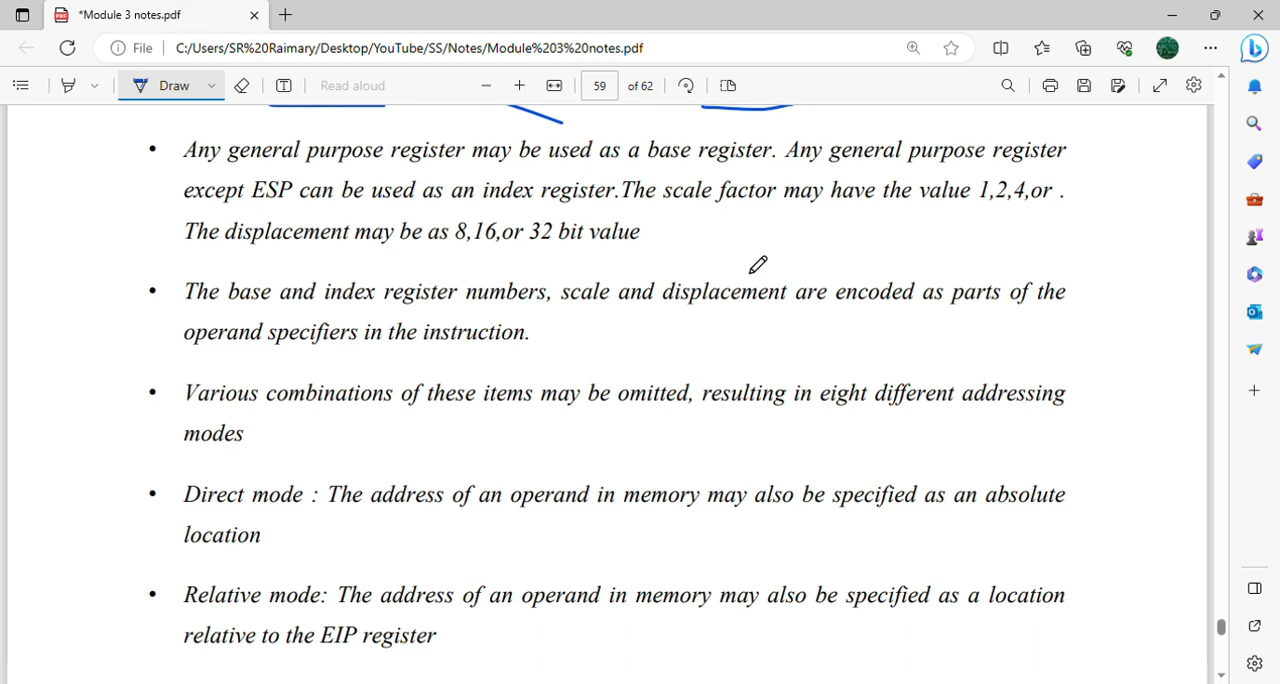 *Module 3 notes.pdf
File C:/Users/SR%20Raimary/Desktop/YouTube/SS/Notes/Module%203%20notes.pdf
Draw Read aloud 59 of 62
• Any general purpose register may be used as a base register. Any general purpose register
except ESP can be used as an index register.The scale factor may have the value 1,2,4,or .
The displacement may be as 8,16,or 32 bit value
• The base and index register numbers, scale and displacement are encoded as parts of the
operand specifiers in the instruction.
• Various combinations of these items may be omitted, resulting in eight different addressing
modes
• Direct mode : The address of an operand in memory may also be specified as an absolute
location
• Relative mode: The address of an operand in memory may also be specified as a location
relative to the EIP register